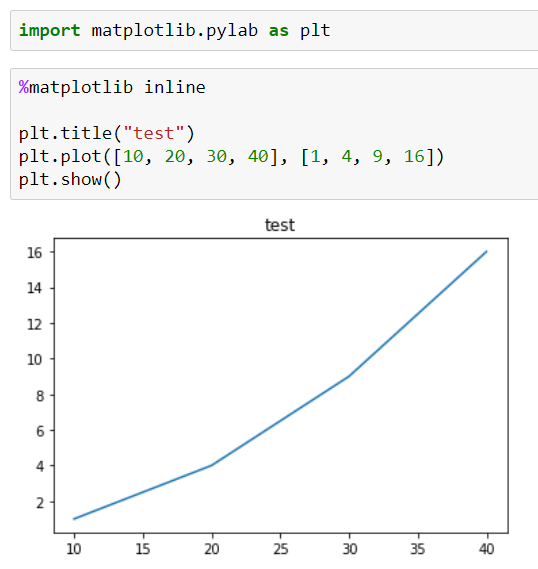 import matplotlib.pylab as plt
%matplotlib inline
plt.title("test")
plt.plot([10, 20, 30, 40], [1, 4, 9, 16])
plt.show()
test
16
14
12
10
8
6
4
2
10 15 20 25 30 35 40